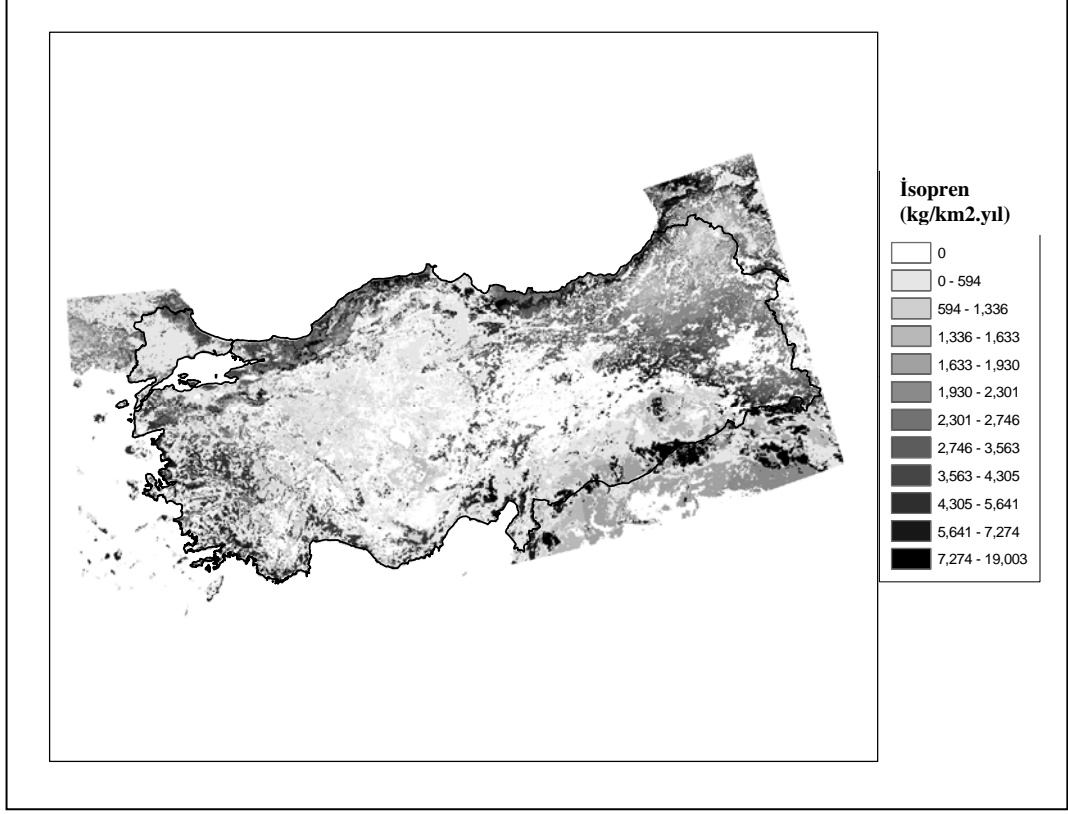 İsopren
(kg/km2.yıl)
0
0 - 594
594 - 1,336
1,336 - 1,633
1,633 - 1,930
1,930 - 2,301
2,301 - 2,746
2,746 - 3,563
3,563 - 4,305
4,305 - 5,641
5,641 - 7,274
7,274 - 19,003